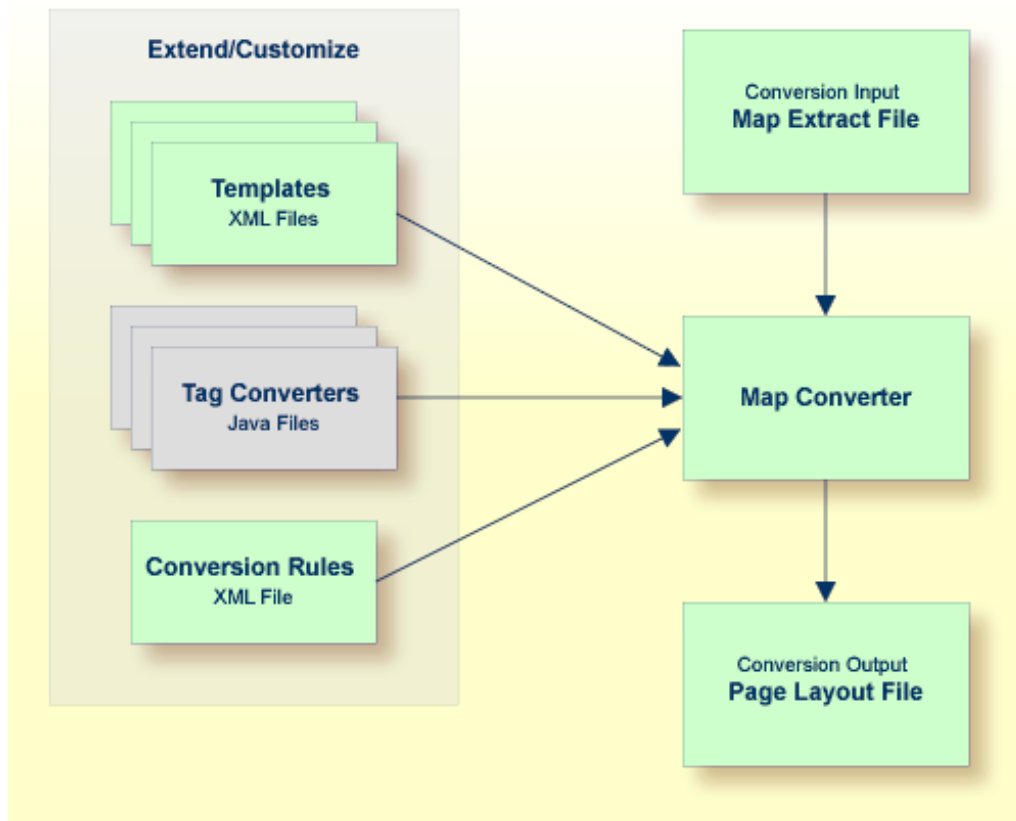 Extend/Customize
Templates
XML Files
Tag Converters
Java Files
Conversion Rules
XML File
Conversion Input
Map Extract File
Map Converter
Conversion Output
Page Layout File